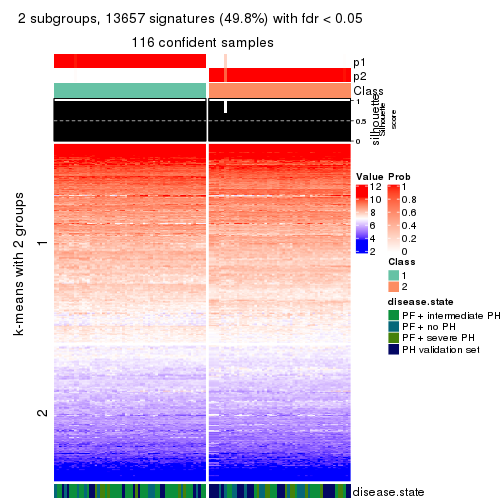 2 subgroups, 13657 signatures (49.8%) with fdr < 0.05
116 confident samples
p1
p2
Class
1
0.5
0
silhouette
Silhouette
score
k-means with 2 groups
1
2
Value
12
10
8
6
4
2
Prob
1
0.8
0.6
0.4
0.2
0
Class
1
2
disease.state
PF + intermediate PH
PF + no PH
PF + severe PH
PH validation set
disease.state